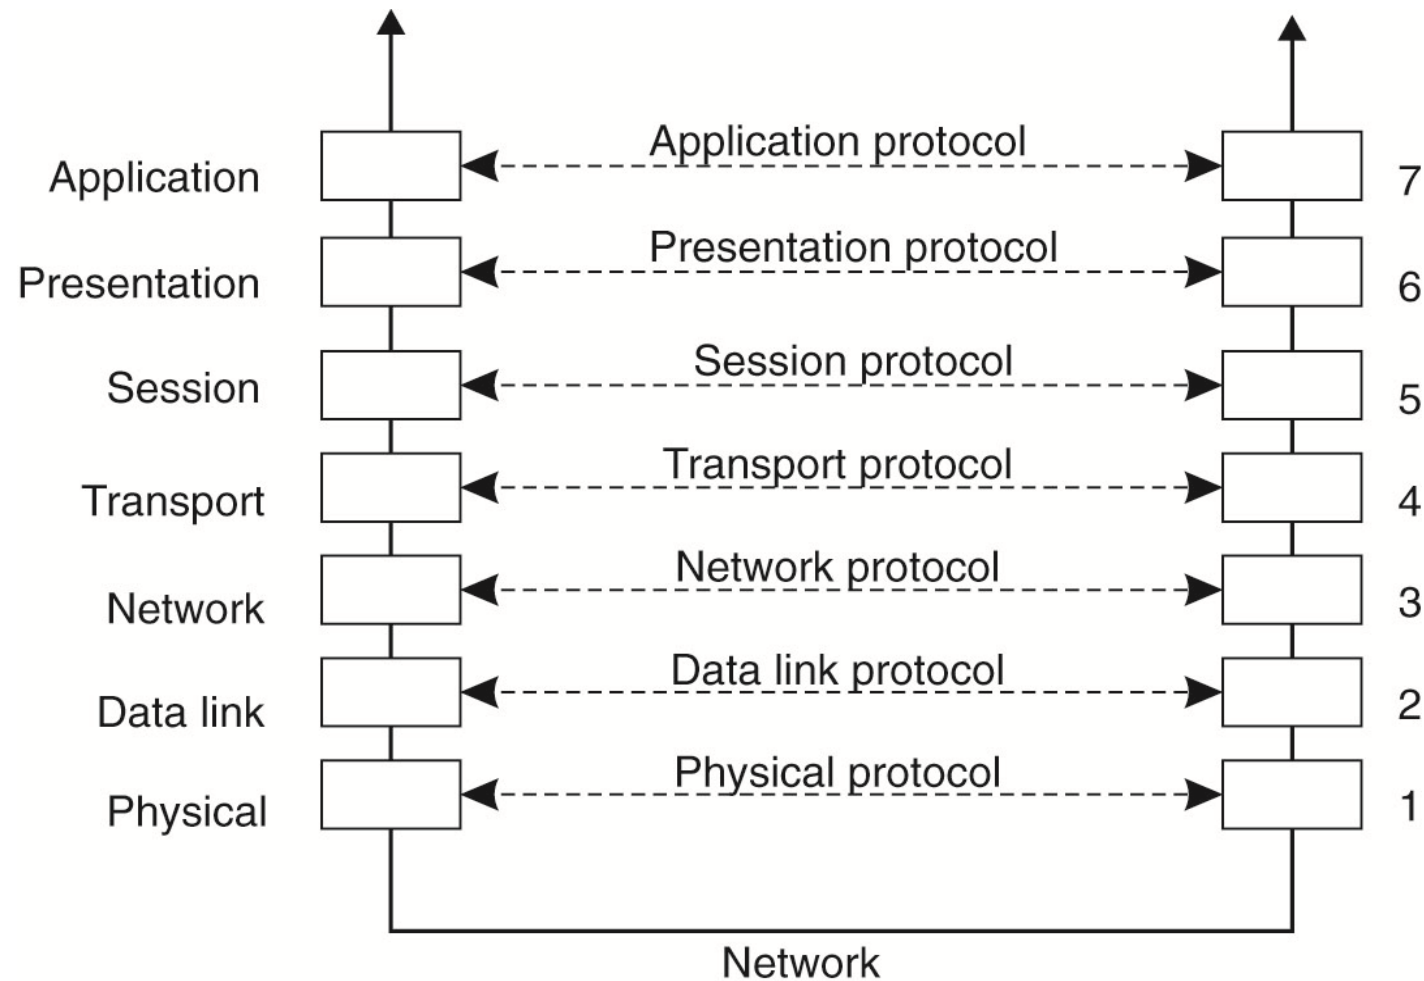 Application protocol
Application
7
Presentation protocol
Presentation
6
Session protocol
Session
5
Transport protocol
Transport
4
Network protocol
Network
3
Data link protocol
Data link
2
Physical protocol
Physical
1
Network